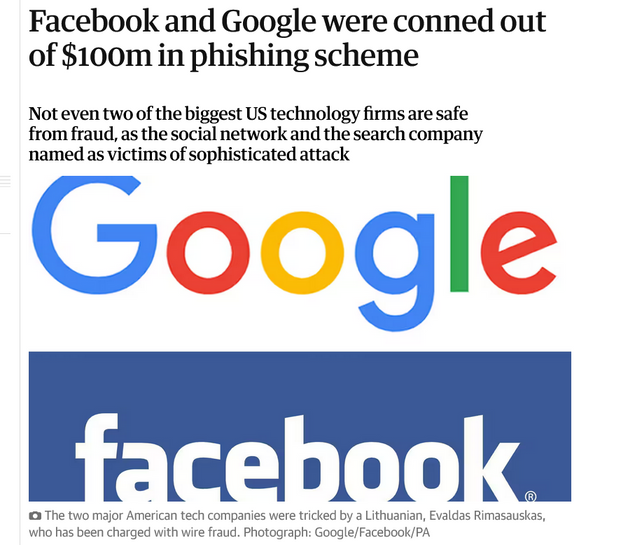 Facebook and Google were conned out
of $100m in phishing scheme
Not even two of the biggest US technology firms are safe
from fraud, as the social network and the search company
named as victims of sophisticated attack
Google
facebook®
The two major American tech companies were tricked by a Lithuanian, Evaldas Rimasauskas,
who has been charged with wire fraud. Photograph: Google/Facebook/PA